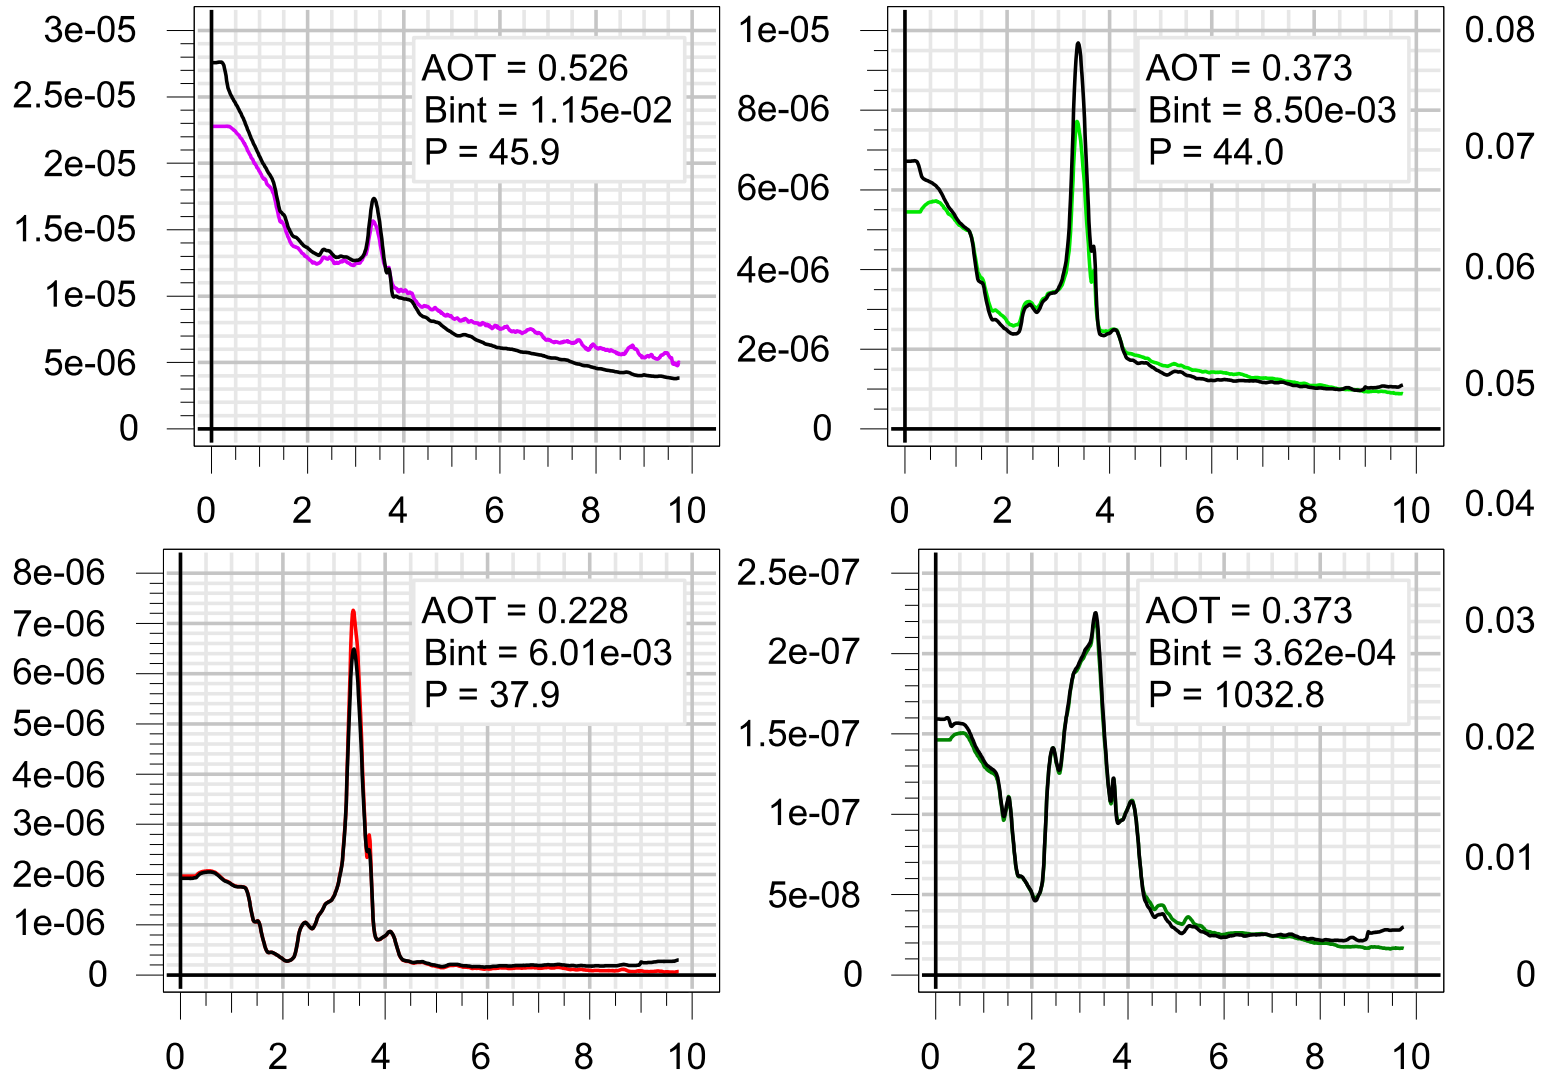 3e-05
2.5e-05
2e-05
1.5e-05
1e-05
5e-06
0
AOT = 0.526
Bint = 1.15e-02
P = 45.9
0 2 4 6 8 10
1e-05
8e-06
6e-06
4e-06
2e-06
0
AOT = 0.373
Bint = 8.50e-03
P = 44.0
0 2 4 6 8 10
8e-06
7e-06
6e-06
5e-06
4e-06
3e-06
2e-06
1e-06
0
AOT = 0.228
Bint = 6.01e-03
P = 37.9
0 2 4 6 8 10
2.5e-07
2e-07
1.5e-07
1e-07
5e-08
0
AOT = 0.373
Bint = 3.62e-04
P = 1032.8
0 2 4 6 8 10
0.08
0.07
0.06
0.05
0.04
0.03
0.02
0.01
0